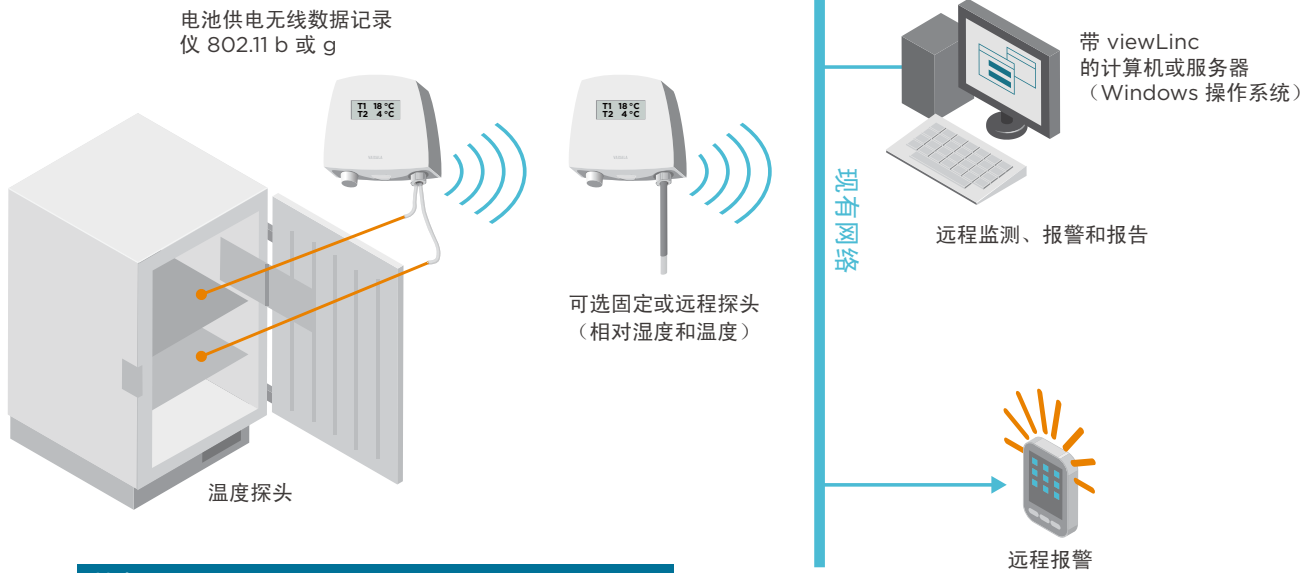 电池供电无线数据记录
仪 802.11 b 或 g
T1 18 °C
T2 4 °C
T1 18 °C
T2 4 °C
带 viewLinc
的计算机或服务器
（Windows 操作系统）
现有网络
远程监测、报警和报告
可选固定或远程探头
（相对湿度和温度）
温度探头
远程报警